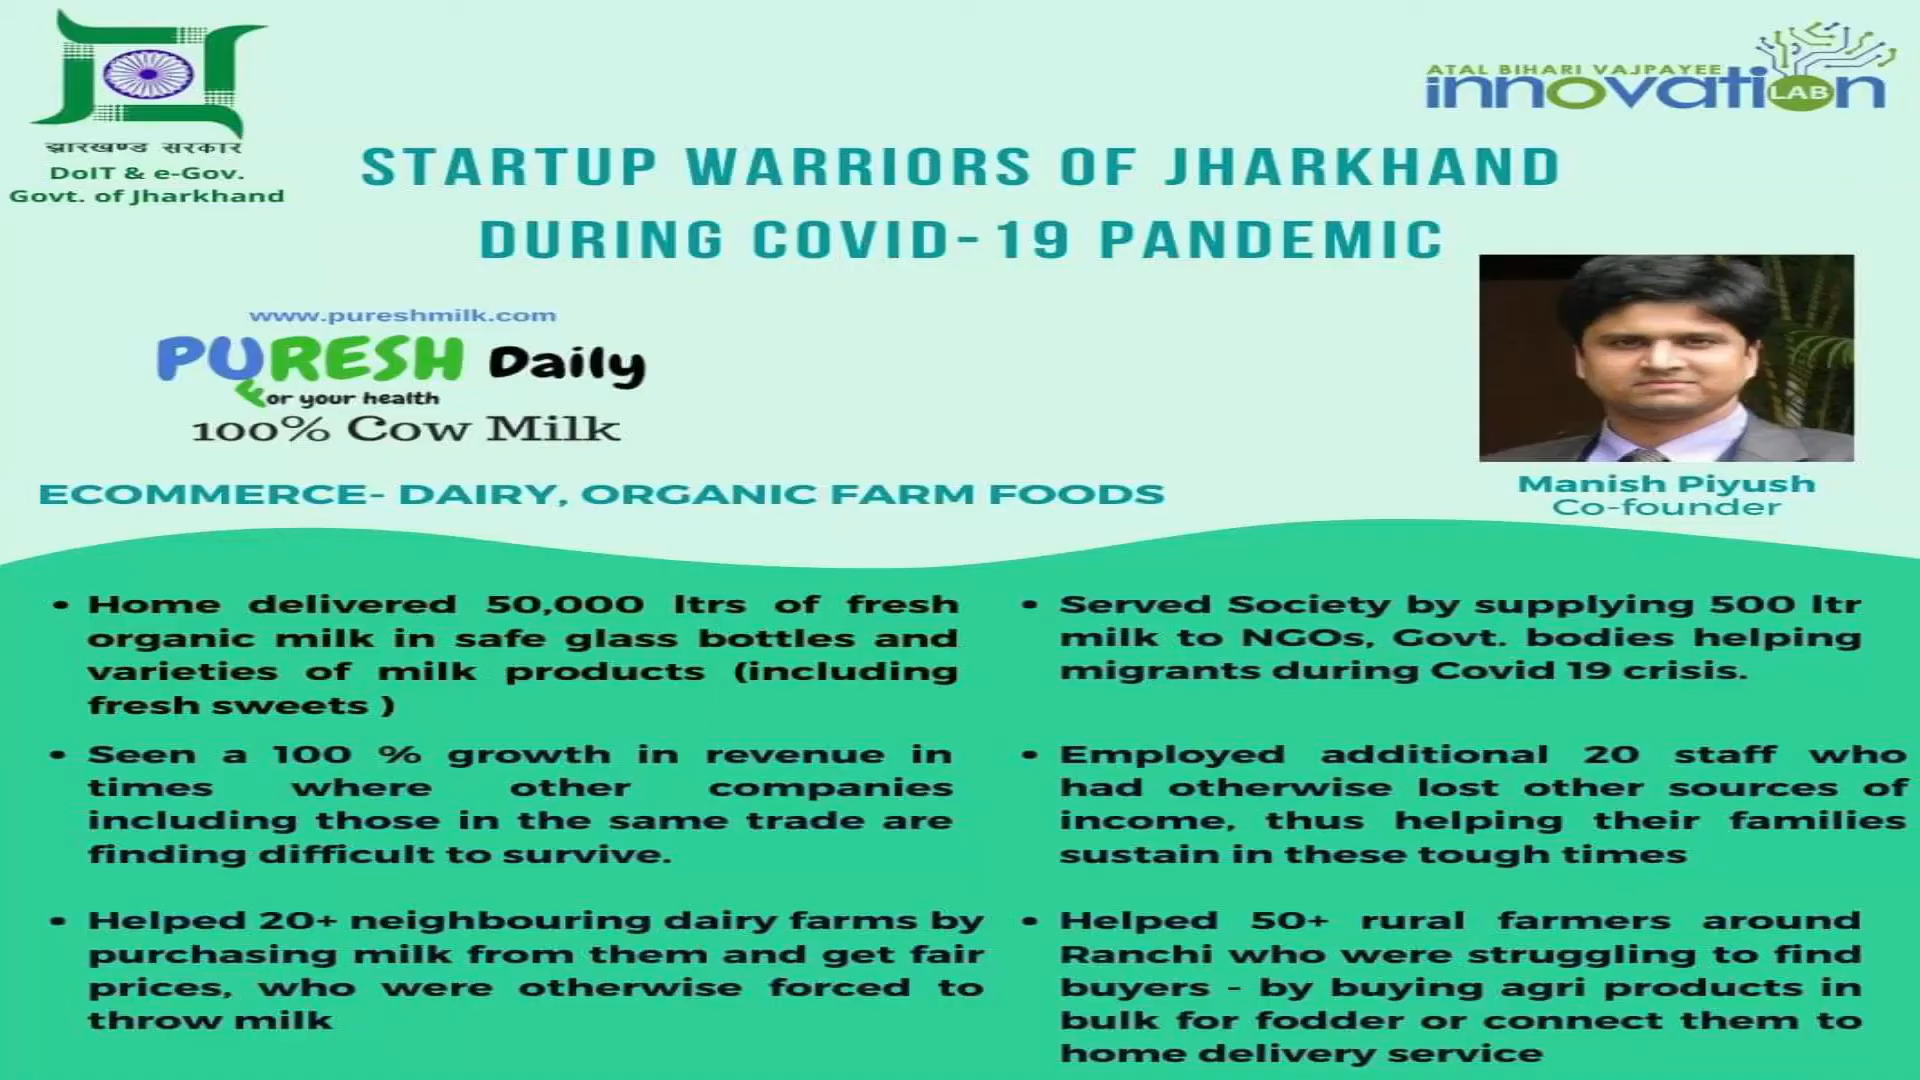 झारखण्ड सरकार
DoIT & e-Gov.
Govt. of Jharkhand
ATAL BIHARI VAJPAYEE
innovation
LAB
STARTUP WARRIORS OF JHARKHAND
DURING COVID-19 PANDEMIC
www.pureshmilk.com
PURESH Daily
For your health
100% Cow Milk
ECOMMERCE- DAIRY, ORGANIC FARM FOODS
Manish Piyush
Co-founder
• Home delivered 50,000 ltrs of fresh
organic milk in safe glass bottles and
varieties of milk products (including
fresh sweets )
• Seen a 100 % growth in revenue in
times where other companies
including those in the same trade are
finding difficult to survive.
• Helped 20+ neighbouring dairy farms by
purchasing milk from them and get fair
prices, who were otherwise forced to
throw milk
• Served Society by supplying 500 ltr
milk to NGOs, Govt. bodies helping
migrants during Covid 19 crisis.
• Employed additional 20 staff who
had otherwise lost other sources of
income, thus helping their families
sustain in these tough times
• Helped 50+ rural farmers around
Ranchi who were struggling to find
buyers - by buying agri products in
bulk for fodder or connect them to
home delivery service